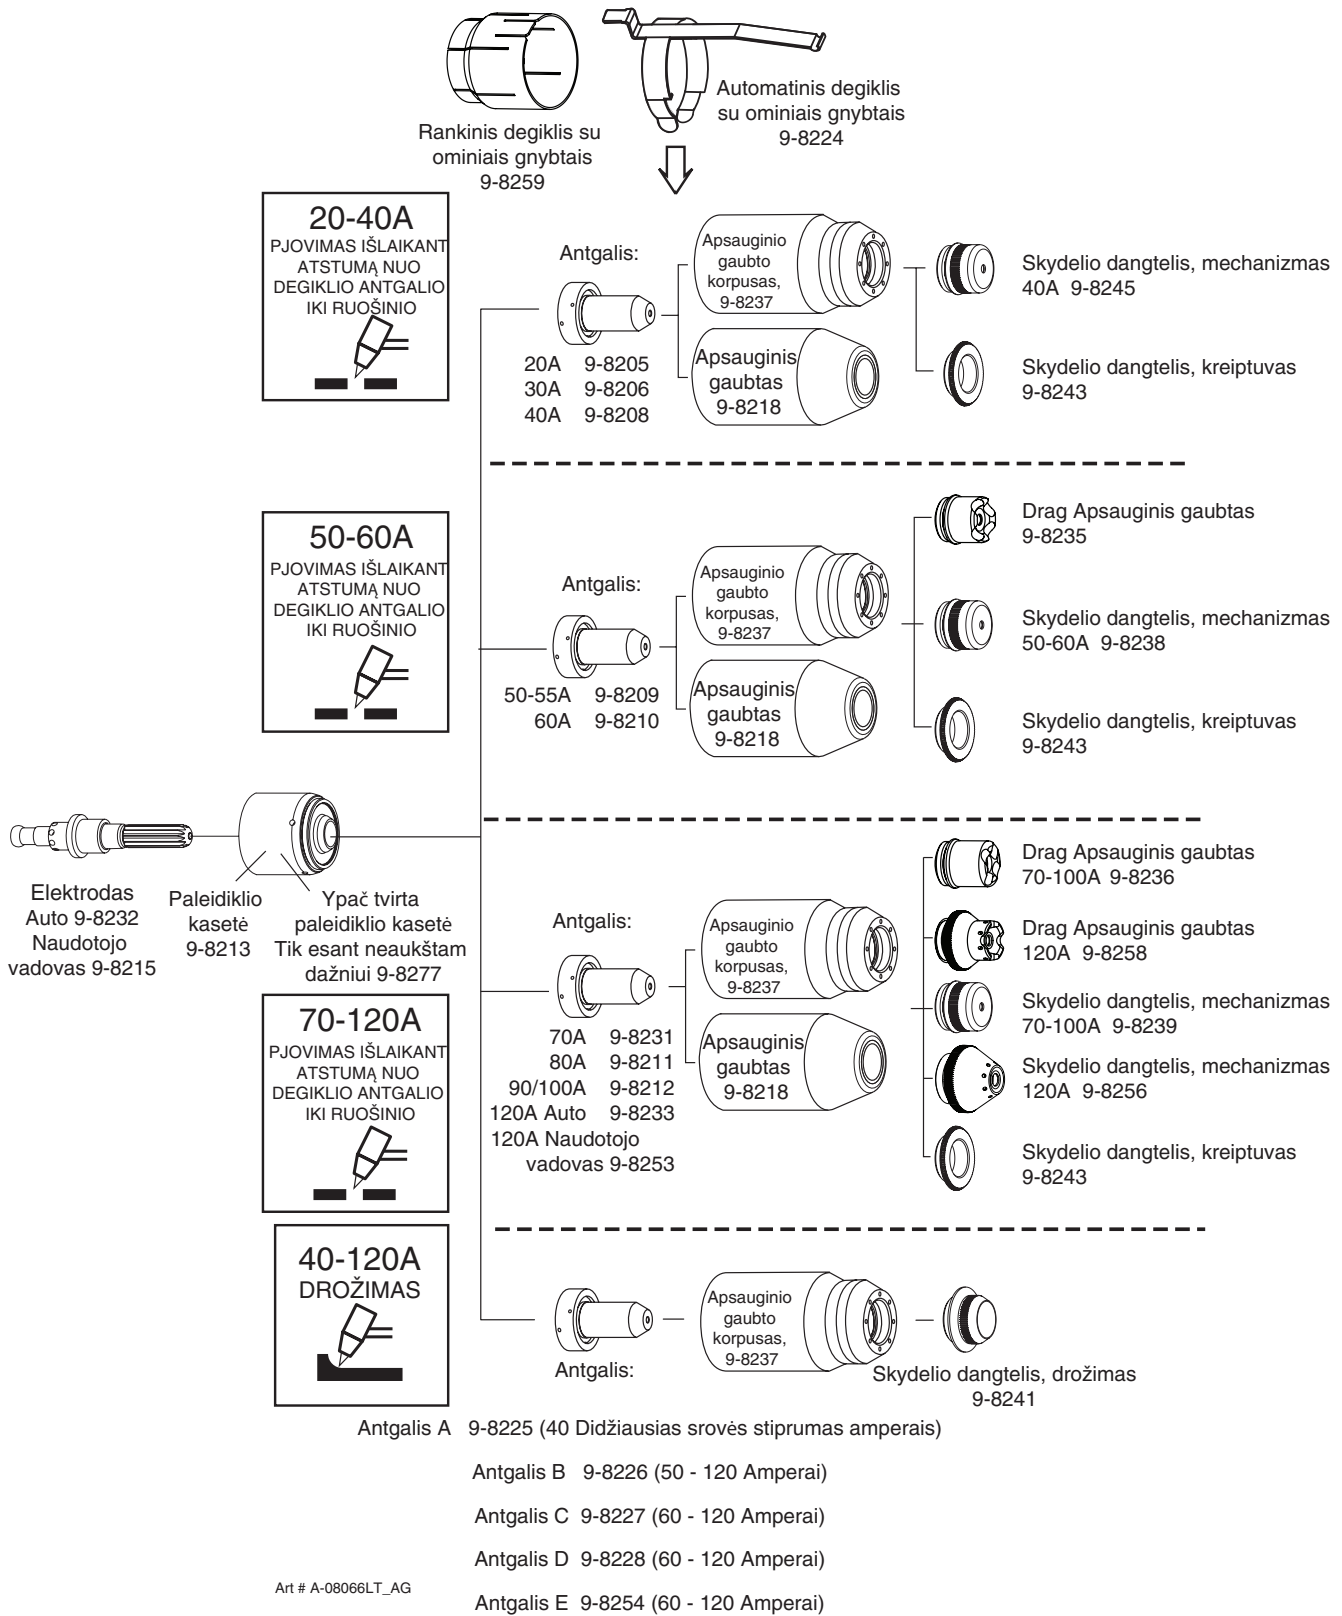 Automatinis degiklis
su ominiais gnybtais
9-8224
Rankinis degiklis su
ominiais gnybtais
9-8259
20-40A
PJOVIMAS IŠLAIKANT
ATSTUMĄ NUO
DEGIKLIO ANTGALIO
IKI RUOŠINIO
Antgalis:
20A 9-8205
30A 9-8206
40A 9-8208
Apsauginio
gaubto
korpusas,
9-8237
Apsauginis
gaubtas
9-8218
Skydelio dangtelis, mechanizmas
40A 9-8245
Skydelio dangtelis, kreiptuvas
9-8243
50-60A
PJOVIMAS IŠLAIKANT
ATSTUMĄ NUO
DEGIKLIO ANTGALIO
IKI RUOŠINIO
Antgalis:
50-55A 9-8209
60A 9-8210
Apsauginio
gaubto
korpusas,
9-8237
Apsauginis
gaubtas
9-8218
Drag Apsauginis gaubtas
9-8235
Skydelio dangtelis, mechanizmas
50-60A 9-8238
Skydelio dangtelis, kreiptuvas
9-8243
Elektrodas
Auto 9-8232
Naudotojo
vadovas 9-8215
Paleidiklio
kasetė
9-8213
Ypač tvirta
paleidiklio kasetė
Tik esant neaukštam
dažniui 9-8277
70-120A
PJOVIMAS IŠLAIKANT
ATSTUMĄ NUO
DEGIKLIO ANTGALIO
IKI RUOŠINIO
Antgalis:
70A 9-8231
80A 9-8211
90/100A 9-8212
120A Auto 9-8233
120A Naudotojo
vadovas 9-8253
Apsauginio
gaubto
korpusas,
9-8237
Apsauginis
gaubtas
9-8218
Drag Apsauginis gaubtas
70-100A 9-8236
Drag Apsauginis gaubtas
120A 9-8258
Skydelio dangtelis, mechanizmas
70-100A 9-8239
Skydelio dangtelis, mechanizmas
120A 9-8256
Skydelio dangtelis, kreiptuvas
9-8243
40-120A
DROŽIMAS
Antgalis:
Apsauginio
gaubto
korpusas,
9-8237
Skydelio dangtelis, drožimas
9-8241
Antgalis A 9-8225 (40 Didžiausias srovės stiprumas amperais)
Antgalis B 9-8226 (50 - 120 Amperai)
Antgalis C 9-8227 (60 - 120 Amperai)
Antgalis D 9-8228 (60 - 120 Amperai)
Antgalis E 9-8254 (60 - 120 Amperai)
Art # A-08066LT_AG